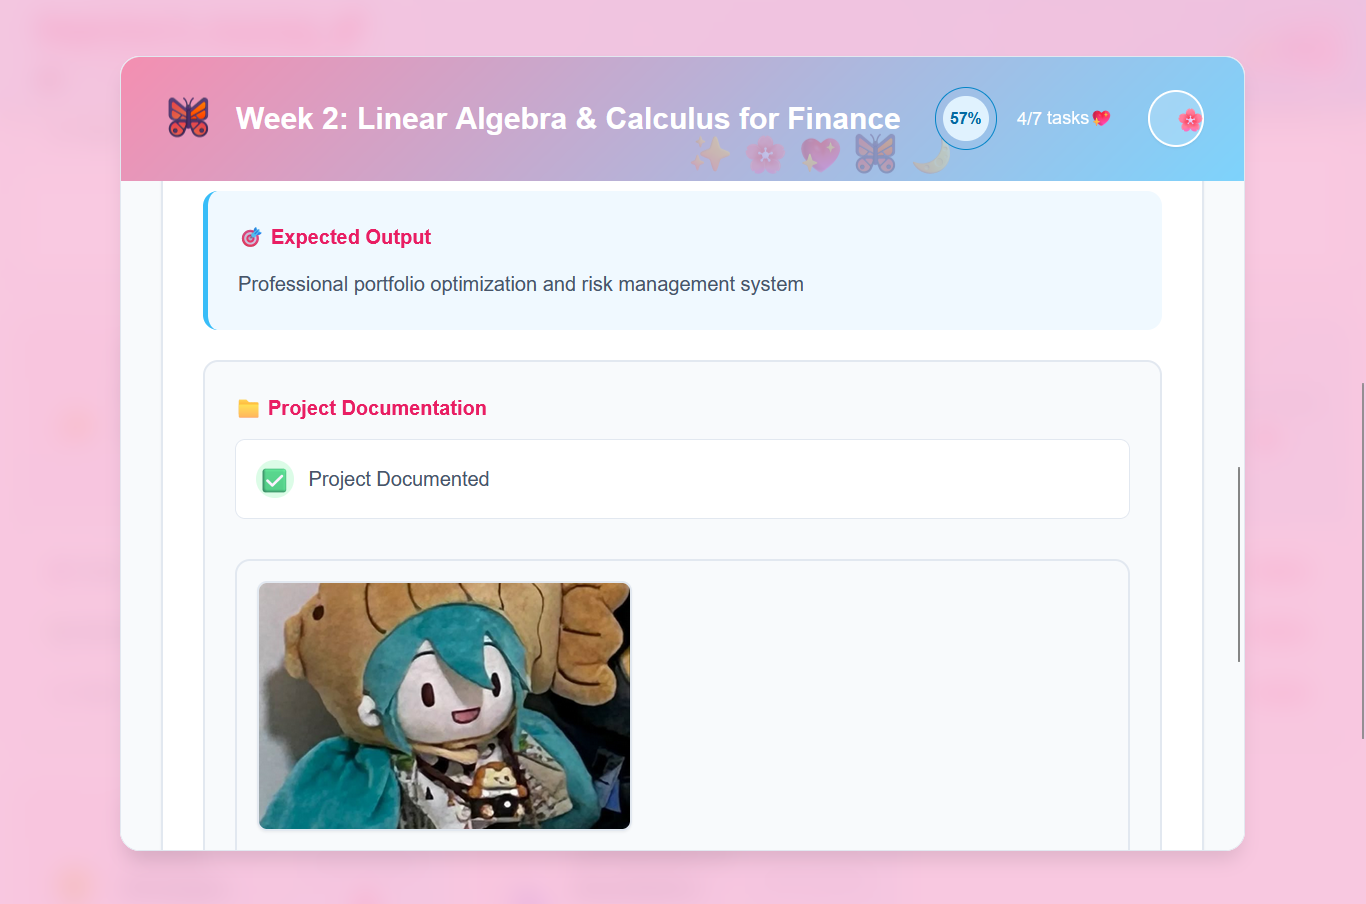 Week 2: Linear Algebra & Calculus for Finance
57%
4/7 tasks
Expected Output
Professional portfolio optimization and risk management system
Project Documentation
Project Documented